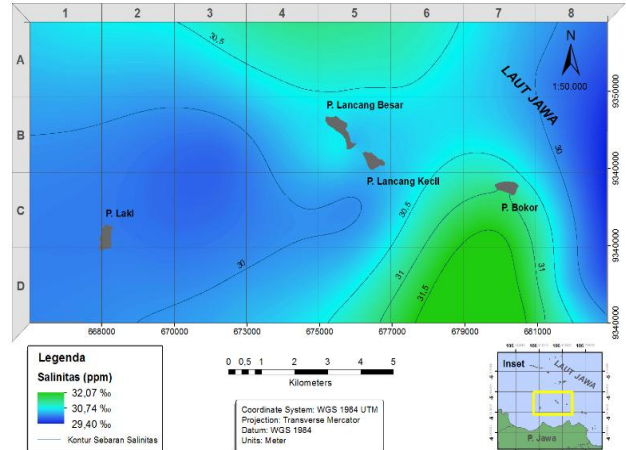 1 2 3 4 5 6 7 8
A
B
C
D
30.5
N
1:50.000
LAUT JAWA
P. Lancang Besar
P. Lancang Kecil
P. Laki
P. Bokor
30
30.5
30
31
31.5
31
30
9350000
9340000
9340000
9340000
668000 670000 673000 675000 676000 679000 681000
Legenda
Salinitas (ppm)
32,07 ‰
30,74 ‰
29,40 ‰
Kontur Sebaran Salinitas
0 0.5 1 2 3 4 5
Kilometers
Coordinate System: WGS 1984 UTM
Projection: Transverse Mercator
Datum: WGS 1984
Units: Meter
Inset
LAUT JAWA
P. Jawa